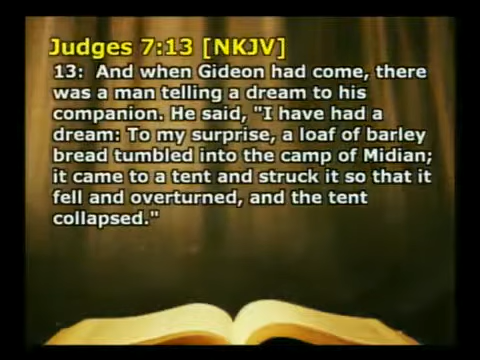 Judges 7:13 [NKJV]
13: And when Gideon had come, there
was a man telling a dream to his
companion. He said, "I have had a
dream: To my surprise, a loaf of barley
bread tumbled into the camp of Midian;
it came to a tent and struck it so that it
fell and overturned, and the tent
collapsed."